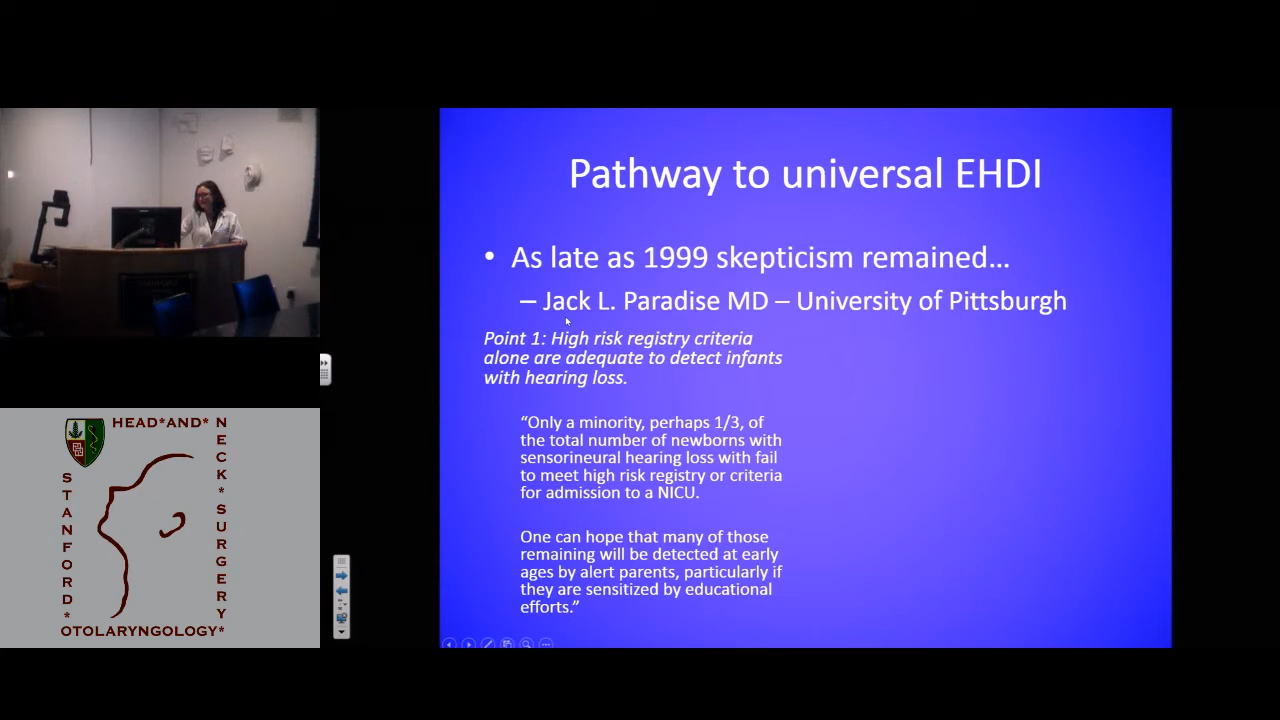 Pathway to universal EHDI
• As late as 1999 skepticism remained...
– Jack L. Paradise MD – University of Pittsburgh
Point 1: High risk registry criteria
alone are adequate to detect infants
with hearing loss.
“Only a minority, perhaps 1/3, of
the total number of newborns with
sensorineural hearing loss with fail
to meet high risk registry or criteria
for admission to a NICU.
One can hope that many of those
remaining will be detected at early
ages by alert parents, particularly if
they are sensitized by educational
efforts.”
STANFORD*
HEAD*AND*
NECK*SURGERY*
OTOLARYNGOLOGY*